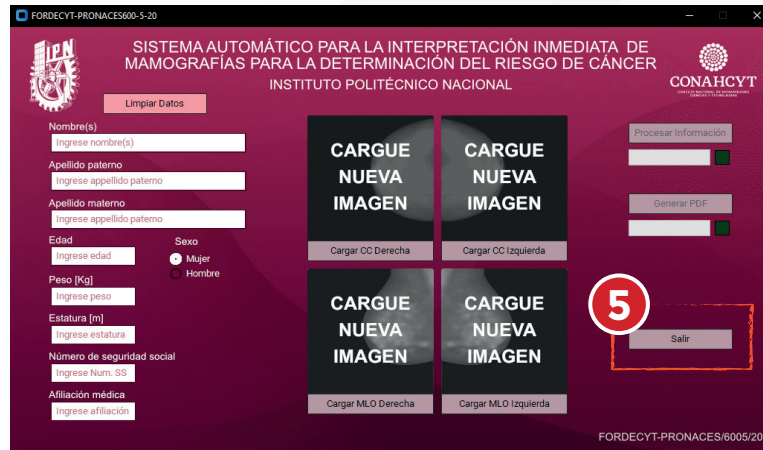 FORDECYT-PRONACES600-5-20
IPN
SISTEMA AUTOMÁTICO PARA LA INTERPRETACIÓN INMEDIATA DE
MAMOGRAFÍAS PARA LA DETERMINACIÓN DEL RIESGO DE CÁNCER
INSTITUTO POLITÉCNICO NACIONAL
CONAHCYT
Limpiar Datos
Nombre(s)
Ingrese nombre(s)
Apellido paterno
Ingrese appellido paterno
Apellido materno
Ingrese appellido paterno
Edad
Ingrese edad
Sexo
Mujer
Hombre
Peso [Kg]
Ingrese peso
Estatura [m]
Ingrese estatura
Número de seguridad social
Ingrese Num. SS
Afiliación médica
Ingrese afiliación
CARGUE
NUEVA
IMAGEN
Cargar CC Derecha
CARGUE
NUEVA
IMAGEN
Cargar CC Izquierda
CARGUE
NUEVA
IMAGEN
Cargar MLO Derecha
CARGUE
NUEVA
IMAGEN
Cargar MLO Izquierda
Procesar Información
Generar PDF
5
Salir
FORDECYT-PRONACES/6005/20